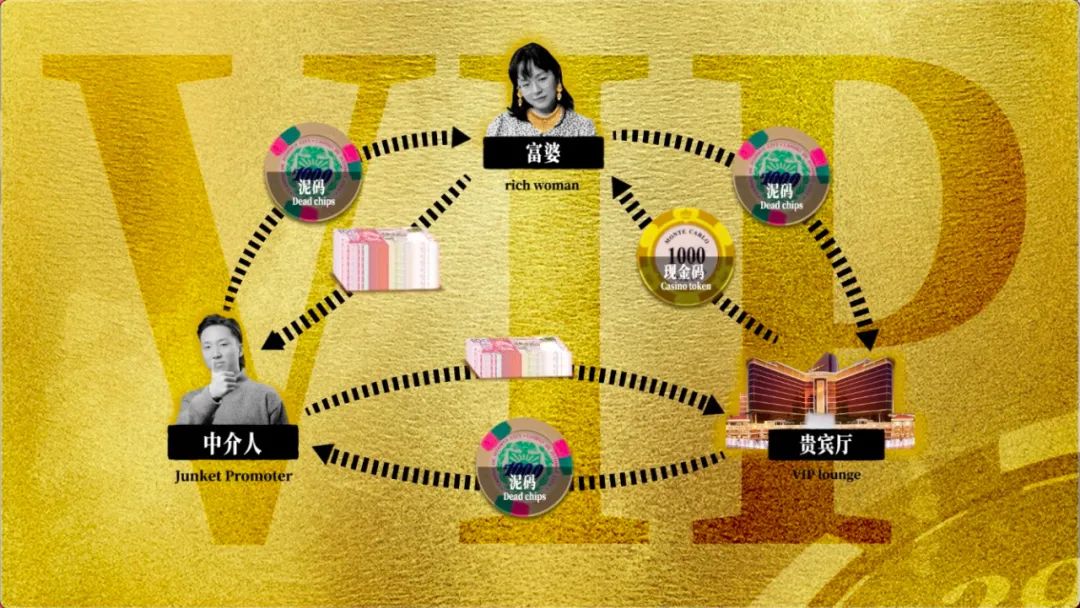 VIP
富婆
rich woman
1000
泥码
Dead chips
1000
泥码
Dead chips
MONTE CARLO
1000
现金码
Casino token
中介人
Junket Promoter
贵宾厅
VIP lounge
1000
泥码
Dead chips